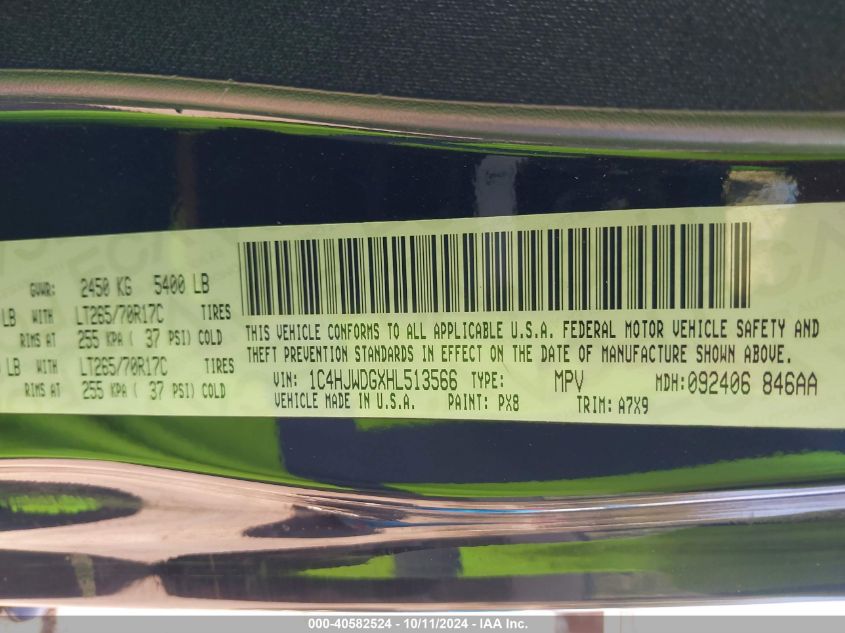 GVWR: 2450 KG 5400 LB
LB WITH LT265/70R17C TIRES
RIMS AT 255 KPA ( 37 PSI) COLD
LB WITH LT265/70R17C TIRES
RIMS AT 255 KPA ( 37 PSI) COLD
THIS VEHICLE CONFORMS TO ALL APPLICABLE U.S.A. FEDERAL MOTOR VEHICLE SAFETY AND
THEFT PREVENTION STANDARDS IN EFFECT ON THE DATE OF MANUFACTURE SHOWN ABOVE.
VIN: 1C4HJWDGXHL513566 TYPE: MPV MDH: 092406 846AA
VEHICLE MADE IN U.S.A. PAINT: PX8 TRIM: A7X9
000-40582524 - 10/11/2024 - IAA Inc.